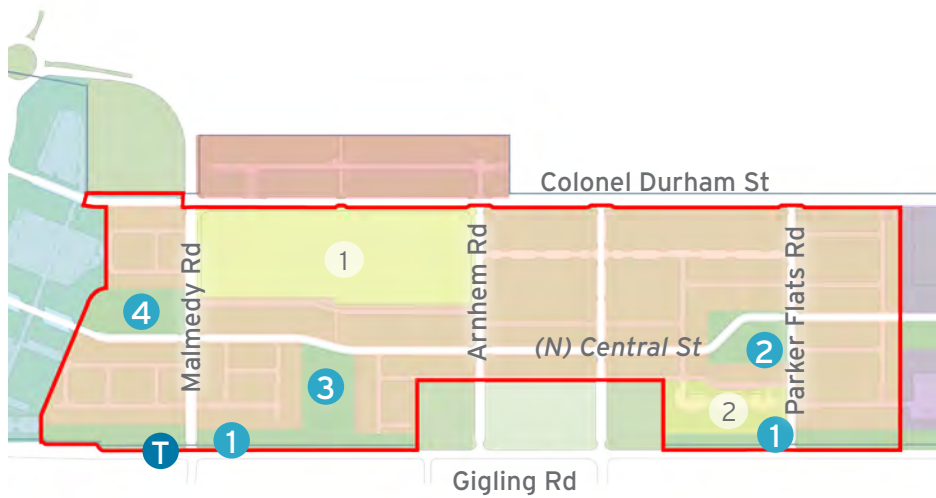 Colonel Durham St
1
Malmedy Rd
Arnhem Rd
Parker Flats Rd
4
(N) Central St
2
3
2
1
1
T
Gigling Rd